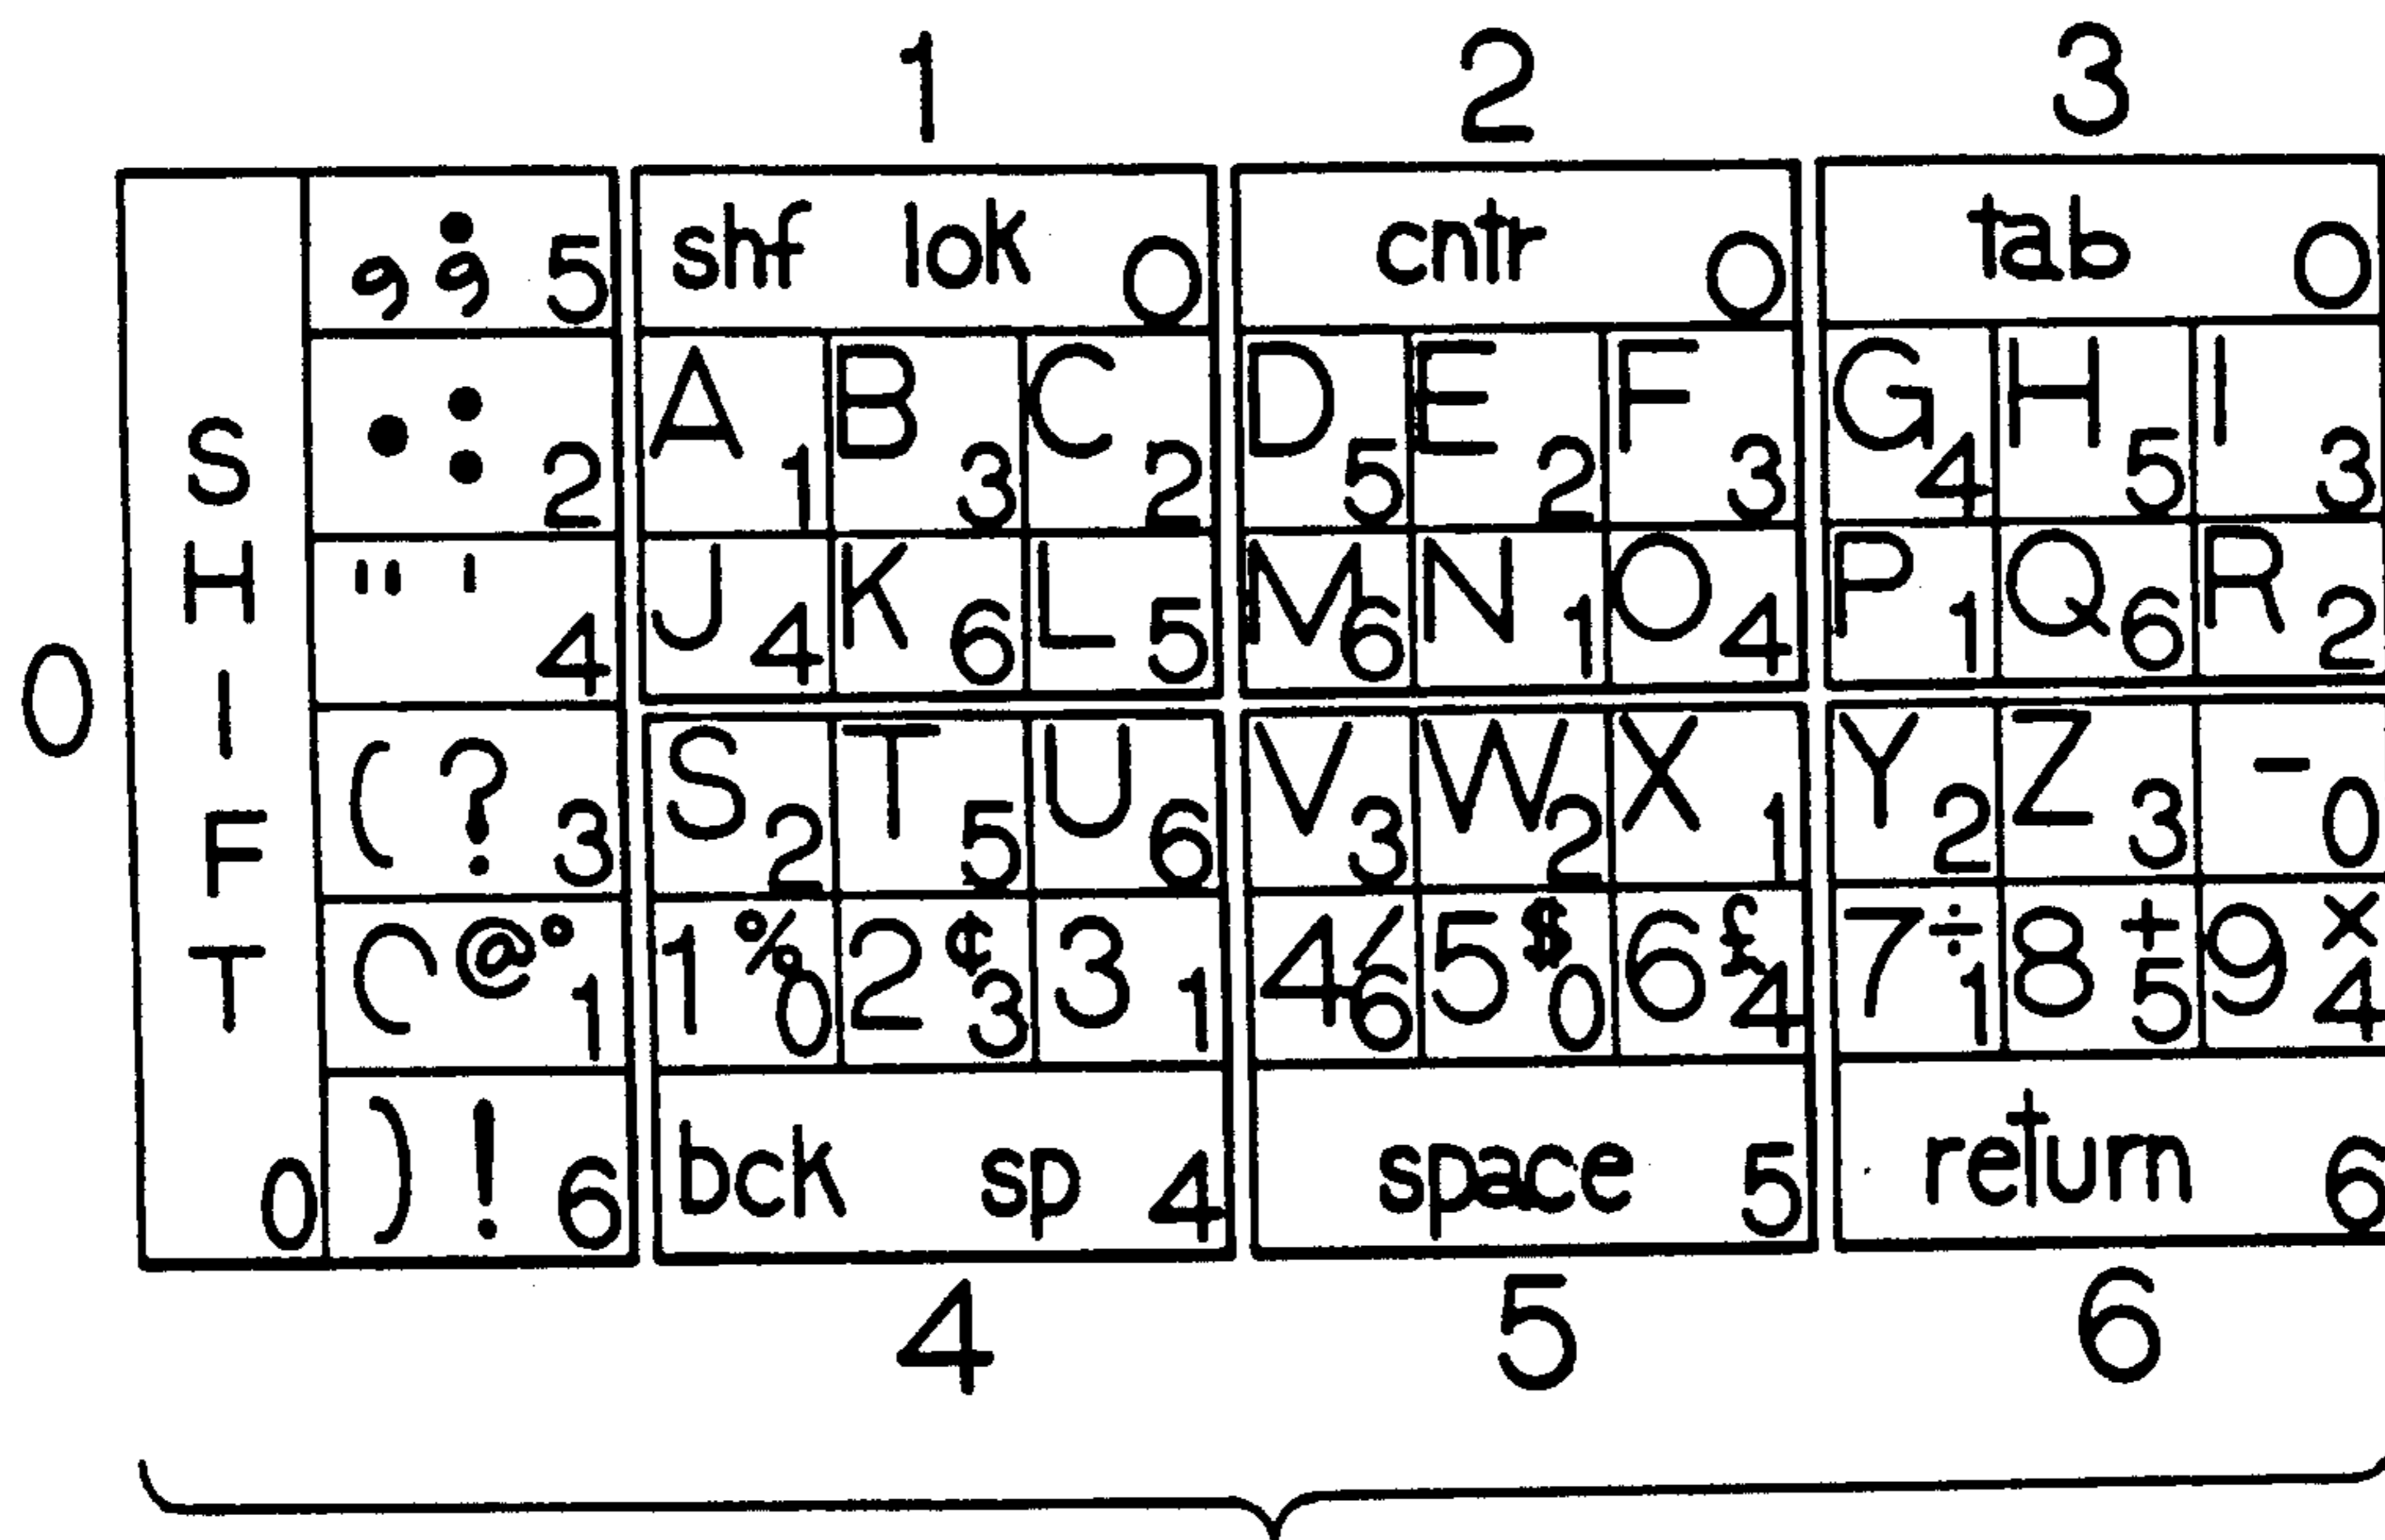 1 2 3
, ; 5 shf lok 0 cntr 0 tab 0
. : 2 A 1 B 3 C 2 D 5 E 2 F 3 G 4 H 5 I 3
" ' 4 J 4 K 6 L 5 M 6 N 1 O 4 P 1 Q 6 R 2
0 SHIFT 0
( ? 3 S 2 T 5 U 6 V 3 W 2 X 1 Y 2 Z 3 - 0
@ ° 1 1 % 0 2 ¢ 3 3 1 4 / 6 5 $ 0 6 £ 4 7 ÷ 1 8 + 5 9 × 4
) ! 6 bck sp 4 space 5 return 6
4 5 6